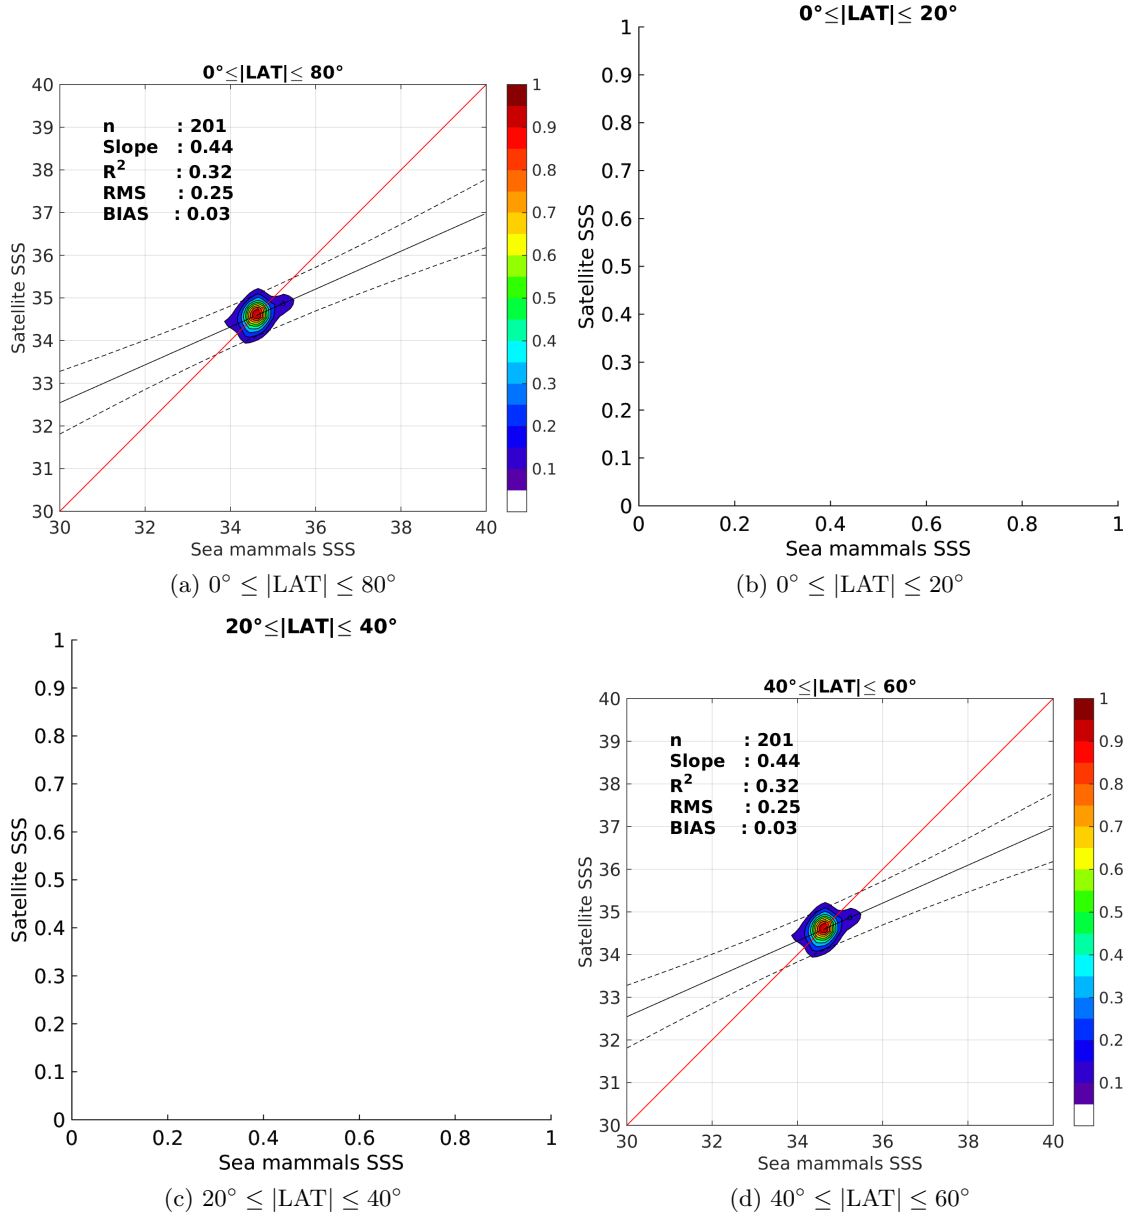 0°≤|LAT|≤ 80°
n : 201
Slope : 0.44
R² : 0.32
RMS : 0.25
BIAS : 0.03
40
39
38
37
36
35
34
33
32
31
30
30 32 34 36 38 40
Satellite SSS
Sea mammals SSS
1
0.9
0.8
0.7
0.6
0.5
0.4
0.3
0.2
0.1
(a) 0° ≤ |LAT| ≤ 80°
0°≤|LAT|≤ 20°
1
0.9
0.8
0.7
0.6
0.5
0.4
0.3
0.2
0.1
0
0 0.2 0.4 0.6 0.8 1
Satellite SSS
Sea mammals SSS
(b) 0° ≤ |LAT| ≤ 20°
20°≤|LAT|≤ 40°
1
0.9
0.8
0.7
0.6
0.5
0.4
0.3
0.2
0.1
0
0 0.2 0.4 0.6 0.8 1
Satellite SSS
Sea mammals SSS
(c) 20° ≤ |LAT| ≤ 40°
40°≤|LAT|≤ 60°
n : 201
Slope : 0.44
R² : 0.32
RMS : 0.25
BIAS : 0.03
40
39
38
37
36
35
34
33
32
31
30
30 32 34 36 38 40
Satellite SSS
Sea mammals SSS
1
0.9
0.8
0.7
0.6
0.5
0.4
0.3
0.2
0.1
(d) 40° ≤ |LAT| ≤ 60°